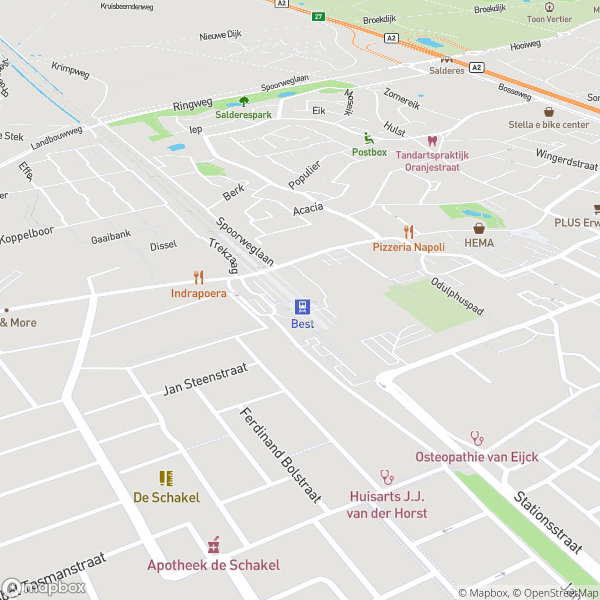 Kruisbeemdenweg
A2
27
Broekdijk
Broekdijk
Toon Vertier
Nieuwe Dijk
A2
Hooiweg
Krimpweg
Spoorweglaan
Salderes
A2
Bosseweg
Ringweg
Salderespark
Eik
Moseik
Zomereik
Stella e bike center
e Stek
Landbouwweg
Iep
Hulst
Postbox
Tandartspraktijk
Oranjestraat
Wingerdstraat
Effe
Populier
Berk
Acacia
PLUS Erw
Koppelboor
Gaaibank
Dissel
Trekzaag
Spoorweglaan
Pizzeria Napoli
HEMA
Indrapoera
Odulphuspad
& More
Best
Jan Steenstraat
Ferdinand Bolstraat
Osteopathie van Eijck
De Schakel
Huisarts J.J.
van der Horst
Stationsstraat
Apotheek de Schakel
Tasmanstraat
mapbox
© Mapbox, © OpenStreetMap